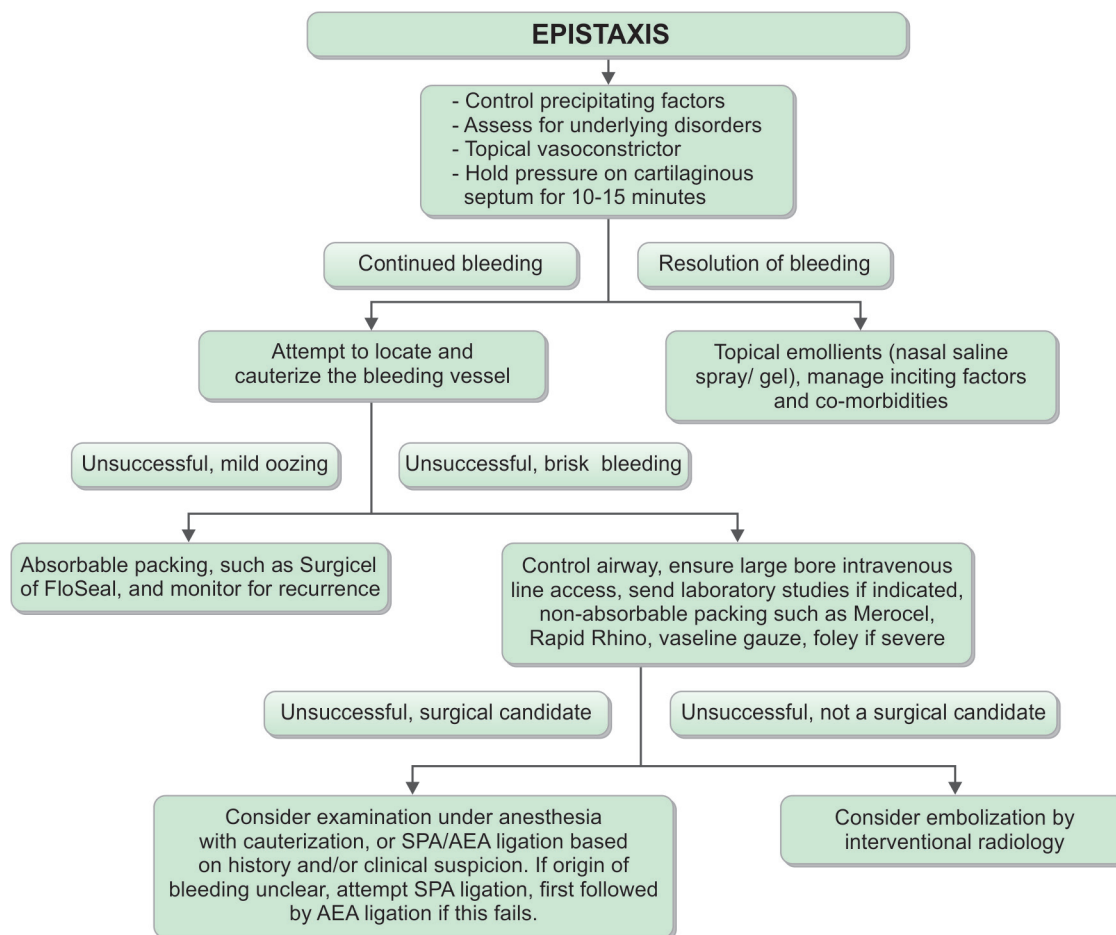 EPISTAXIS
- Control precipitating factors
- Assess for underlying disorders
- Topical vasoconstrictor
- Hold pressure on cartilaginous
septum for 10-15 minutes
Continued bleeding
Resolution of bleeding
Attempt to locate and
cauterize the bleeding vessel
Topical emollients (nasal saline
spray/ gel), manage inciting factors
and co-morbidities
Unsuccessful, mild oozing
Unsuccessful, brisk bleeding
Absorbable packing, such as Surgicel
of FloSeal, and monitor for recurrence
Control airway, ensure large bore intravenous
line access, send laboratory studies if indicated,
non-absorbable packing such as Merocel,
Rapid Rhino, vaseline gauze, foley if severe
Unsuccessful, surgical candidate
Unsuccessful, not a surgical candidate
Consider examination under anesthesia
with cauterization, or SPA/AEA ligation based
on history and/or clinical suspicion. If origin of
bleeding unclear, attempt SPA ligation, first followed
by AEA ligation if this fails.
Consider embolization by
interventional radiology